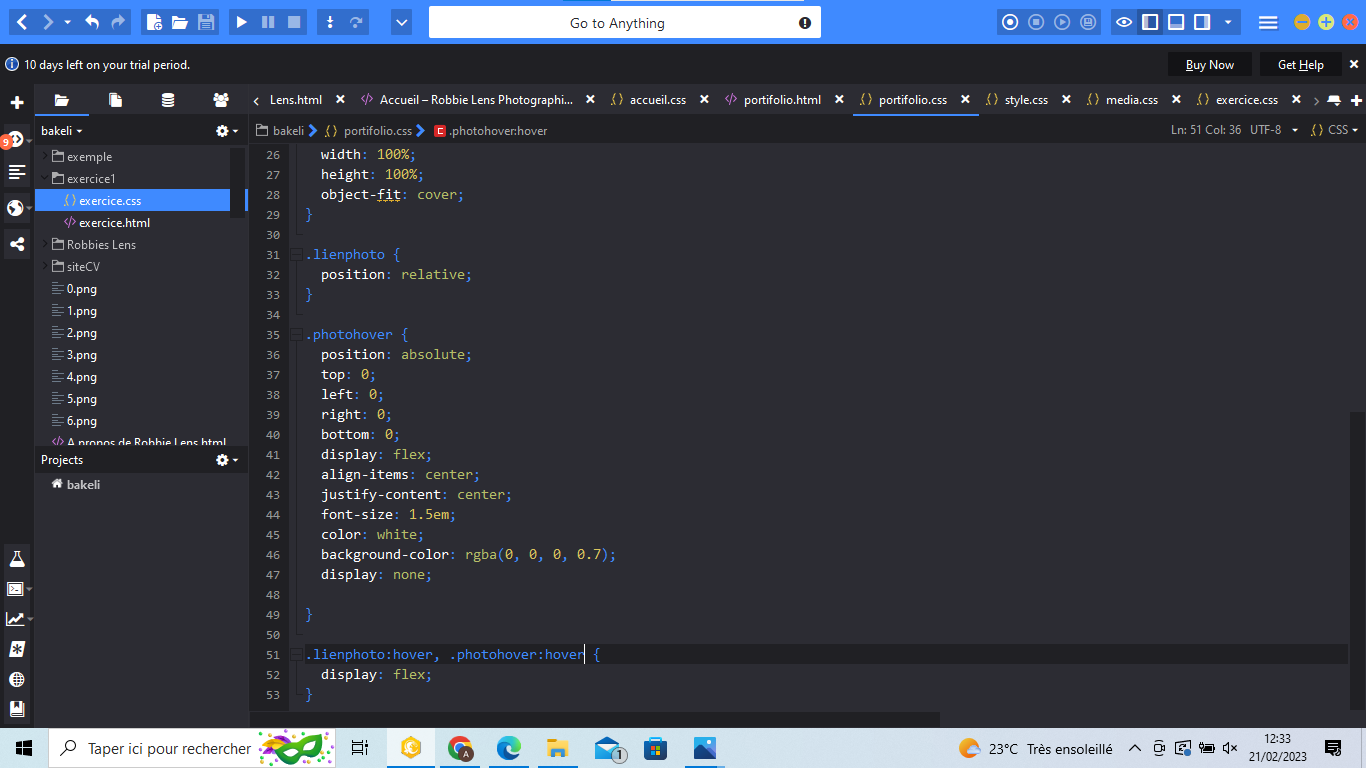 Go to Anything
10 days left on your trial period.
Buy Now
Get Help
Lens.html
Accueil – Robbie Lens Photographi...
accueil.css
portifolio.html
portifolio.css
style.css
media.css
exercice.css
bakeli
bakeli
portifolio.css
.photohover:hover
Ln: 51 Col: 36
UTF-8
CSS
9
exemple
exercice1
exercice.css
exercice.html
Robbies Lens
siteCV
0.png
1.png
2.png
3.png
4.png
5.png
6.png
A propos de Robbie Lens.html
Projects
bakeli
26 width: 100%;
27 height: 100%;
28 object-fit: cover;
29 }
30
31 .lienphoto {
32 position: relative;
33 }
34
35 .photohover {
36 position: absolute;
37 top: 0;
38 left: 0;
39 right: 0;
40 bottom: 0;
41 display: flex;
42 align-items: center;
43 justify-content: center;
44 font-size: 1.5em;
45 color: white;
46 background-color: rgba(0, 0, 0, 0.7);
47 display: none;
48
49 }
50
51 .lienphoto:hover, .photohover:hover {
52 display: flex;
53 }
Taper ici pour rechercher
A
1
23°C Très ensoleillé
12:33
21/02/2023